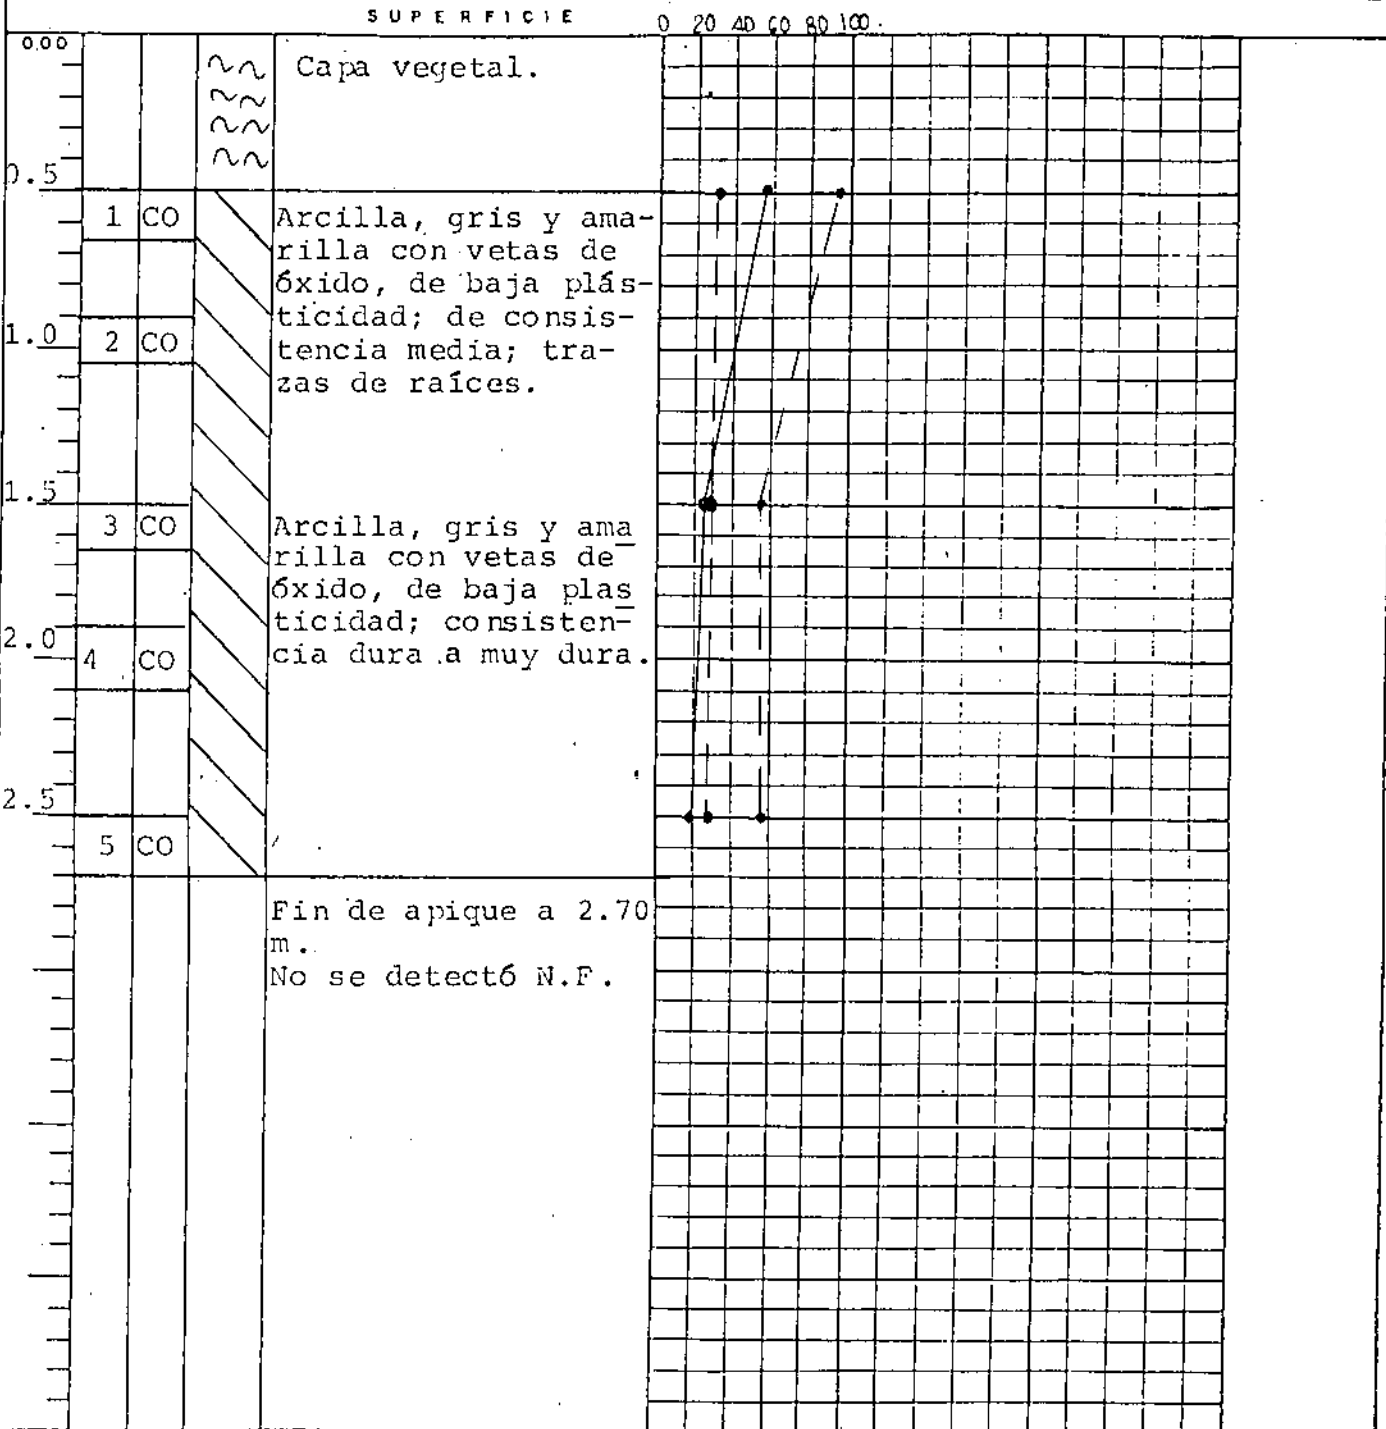 SUPERFICIE
0 20 40 60 80 100.
0.00
Capa vegetal.
0.5
1 CO
Arcilla, gris y ama-
rilla con vetas de
óxido, de baja plás-
ticidad; de consis-
1.0
2 CO
tencia media; tra-
zas de raíces.
1.5
3 CO
Arcilla, gris y ama
rilla con vetas de
óxido, de baja plas
ticidad; consisten-
2.0
4 CO
cia dura a muy dura.
2.5
5 CO
Fin de apique a 2.70
m.
No se detectó N.F.